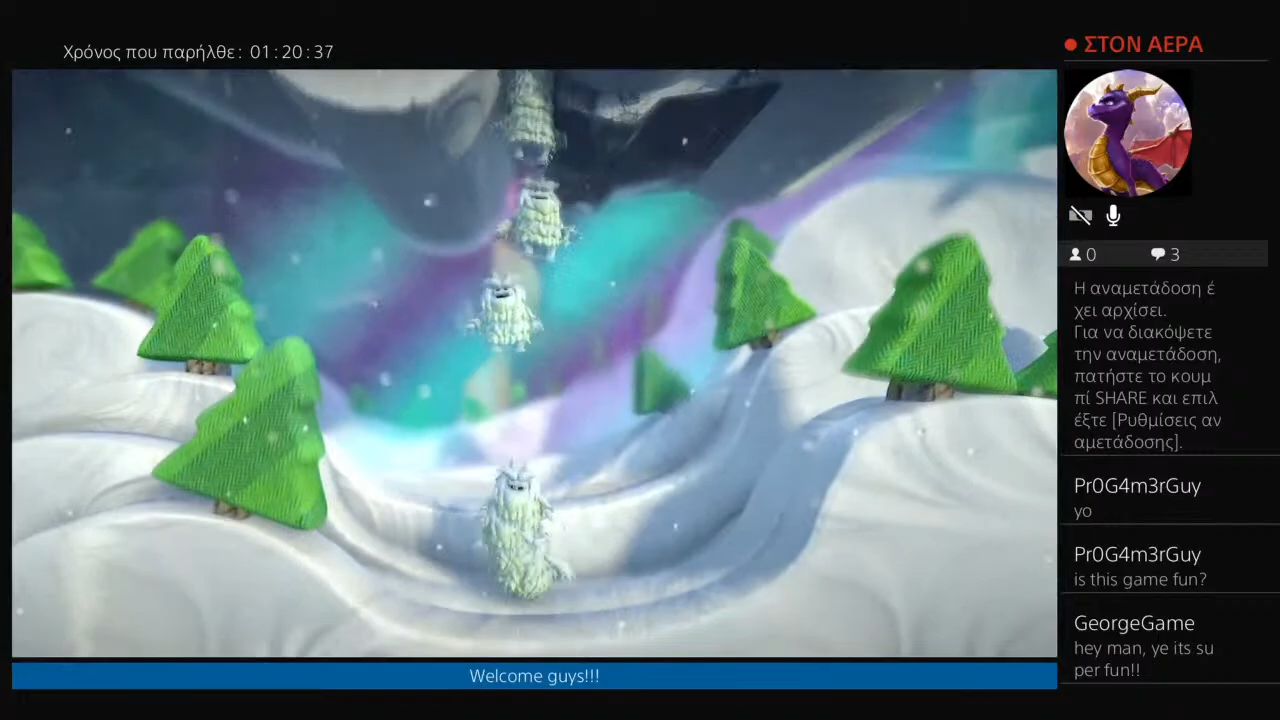 Χρόνος που παρήλθε: 01:20:37
ΣΤΟΝ ΑΕΡΑ
0
3
Η αναμετάδοση έ
χει αρχίσει.
Για να διακόψετε
την αναμετάδοση,
πατήστε το κουμ
πί SHARE και επιλ
έξτε [Ρυθμίσεις αν
αμετάδοσης].
Pr0G4m3rGuy
yo
Pr0G4m3rGuy
is this game fun?
GeorgeGame
hey man, ye its su
per fun!!
Welcome guys!!!